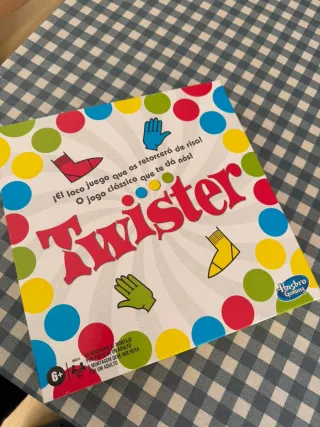 ¡El loco juego que os retorcerá de risa!
O jogo clássico que te dá nós!
Twister
Hasbro
Gaming
6+